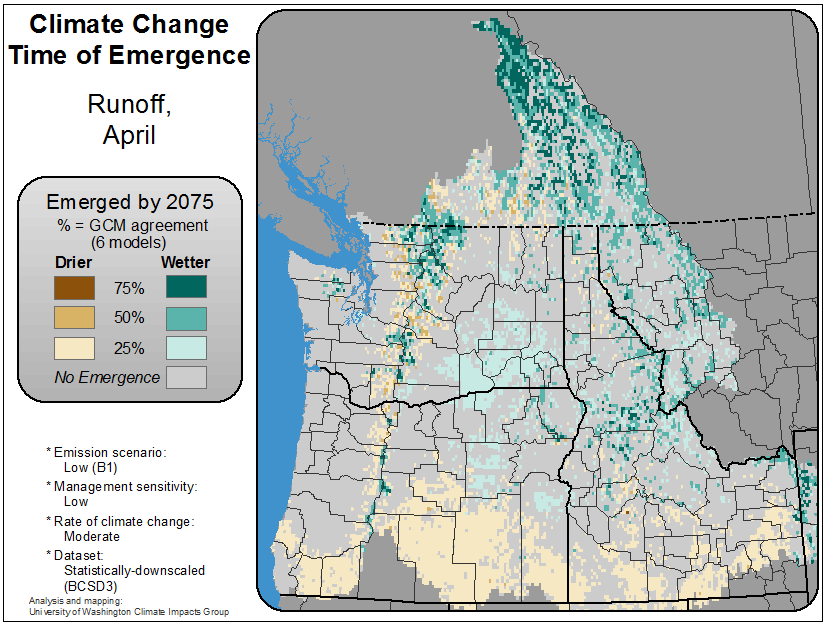 Climate Change
Time of Emergence
Runoff,
April
Emerged by 2075
% = GCM agreement
(6 models)
Drier Wetter
75%
50%
25%
No Emergence
* Emission scenario:
Low (B1)
* Management sensitivity:
Low
* Rate of climate change:
Moderate
* Dataset:
Statistically-downscaled
(BCSD3)
Analysis and mapping:
University of Washington Climate Impacts Group